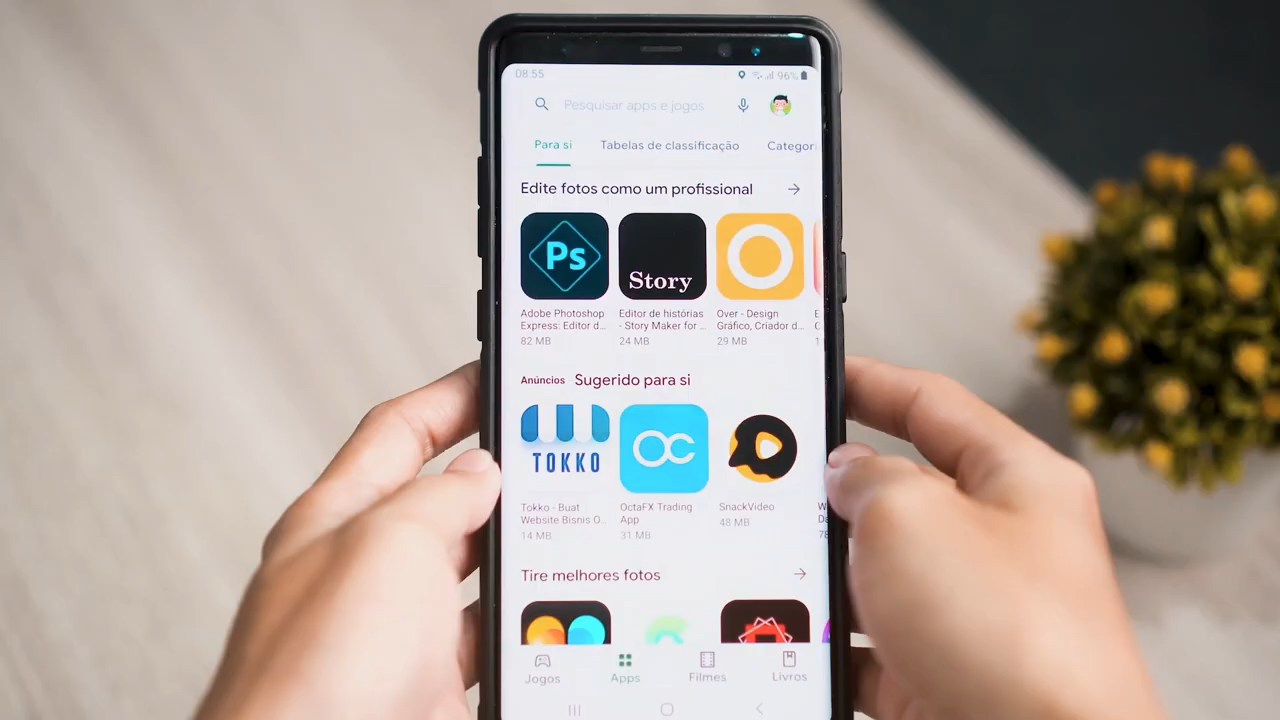 08:55
96%
Pesquisar apps e jogos
Para si
Tabelas de classificação
Categor
Edite fotos como um profissional
Ps
Story
Adobe Photoshop
Express: Editor d...
82 MB
Editor de histórias
- Story Maker for ...
24 MB
Over - Design
Gráfico, Criador d...
29 MB
Anúncios Sugerido para si
TOKKO
OC
Tokko - Buat
Website Bisnis O...
14 MB
OctaFX Trading
App
31 MB
SnackVideo
48 MB
Tire melhores fotos
Jogos
Apps
Filmes
Livros